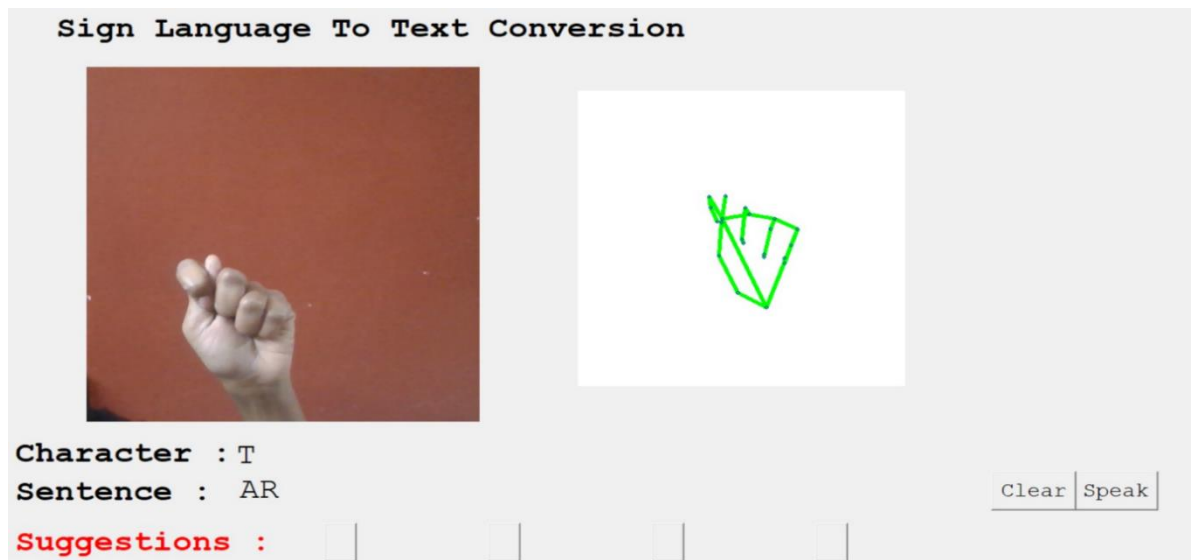 Sign Language To Text Conversion
Character : T
Sentence : AR
Clear Speak
Suggestions :